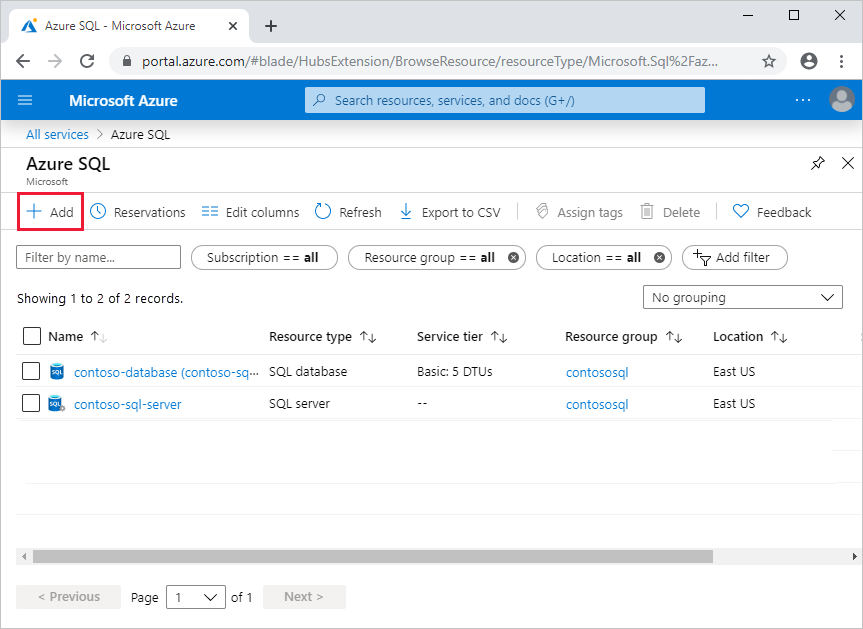 Azure SQL - Microsoft Azure
portal.azure.com/#blade/HubsExtension/BrowseResource/resourceType/Microsoft.Sql%2Faz...
Microsoft Azure
Search resources, services, and docs (G+/)
All services > Azure SQL
Azure SQL
Microsoft
Add Reservations Edit columns Refresh Export to CSV Assign tags Delete Feedback
Filter by name... Subscription == all Resource group == all Location == all Add filter
Showing 1 to 2 of 2 records. No grouping
Name Resource type Service tier Resource group Location
SQL contoso-database (contoso-sq... SQL database Basic: 5 DTUs contososql East US
SQL contoso-sql-server SQL server -- contososql East US
< Previous Page 1 of 1 Next >